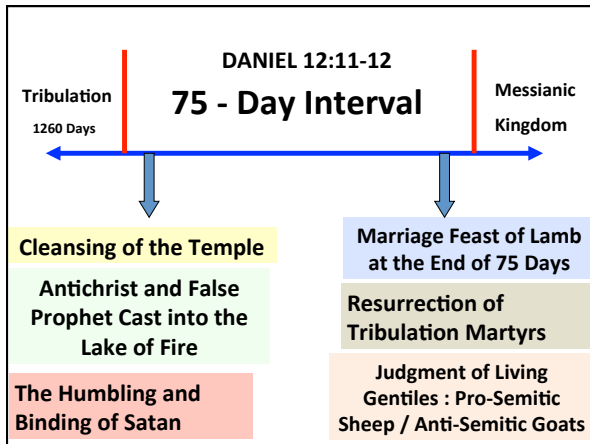 DANIEL 12:11-12
75 - Day Interval
Tribulation
1260 Days
Messianic
Kingdom
Cleansing of the Temple
Antichrist and False
Prophet Cast into the
Lake of Fire
The Humbling and
Binding of Satan
Marriage Feast of Lamb
at the End of 75 Days
Resurrection of
Tribulation Martyrs
Judgment of Living
Gentiles : Pro-Semitic
Sheep / Anti-Semitic Goats